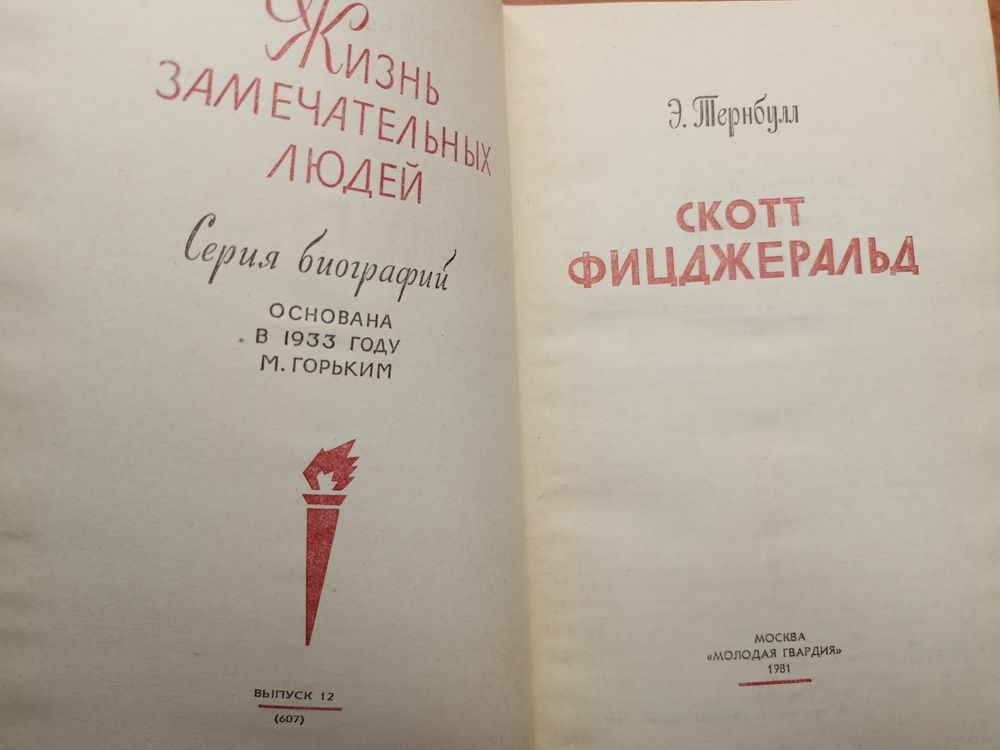 Жизнь
ЗАМЕЧАТЕЛЬНЫХ
ЛЮДЕЙ
Серия биографий
ОСНОВАНА
В 1933 ГОДУ
М. ГОРЬКИМ
ВЫПУСК 12
(607)
Э. Тернбулл
СКОТТ
ФИЦДЖЕРАЛЬД
МОСКВА
«МОЛОДАЯ ГВАРДИЯ»
1981